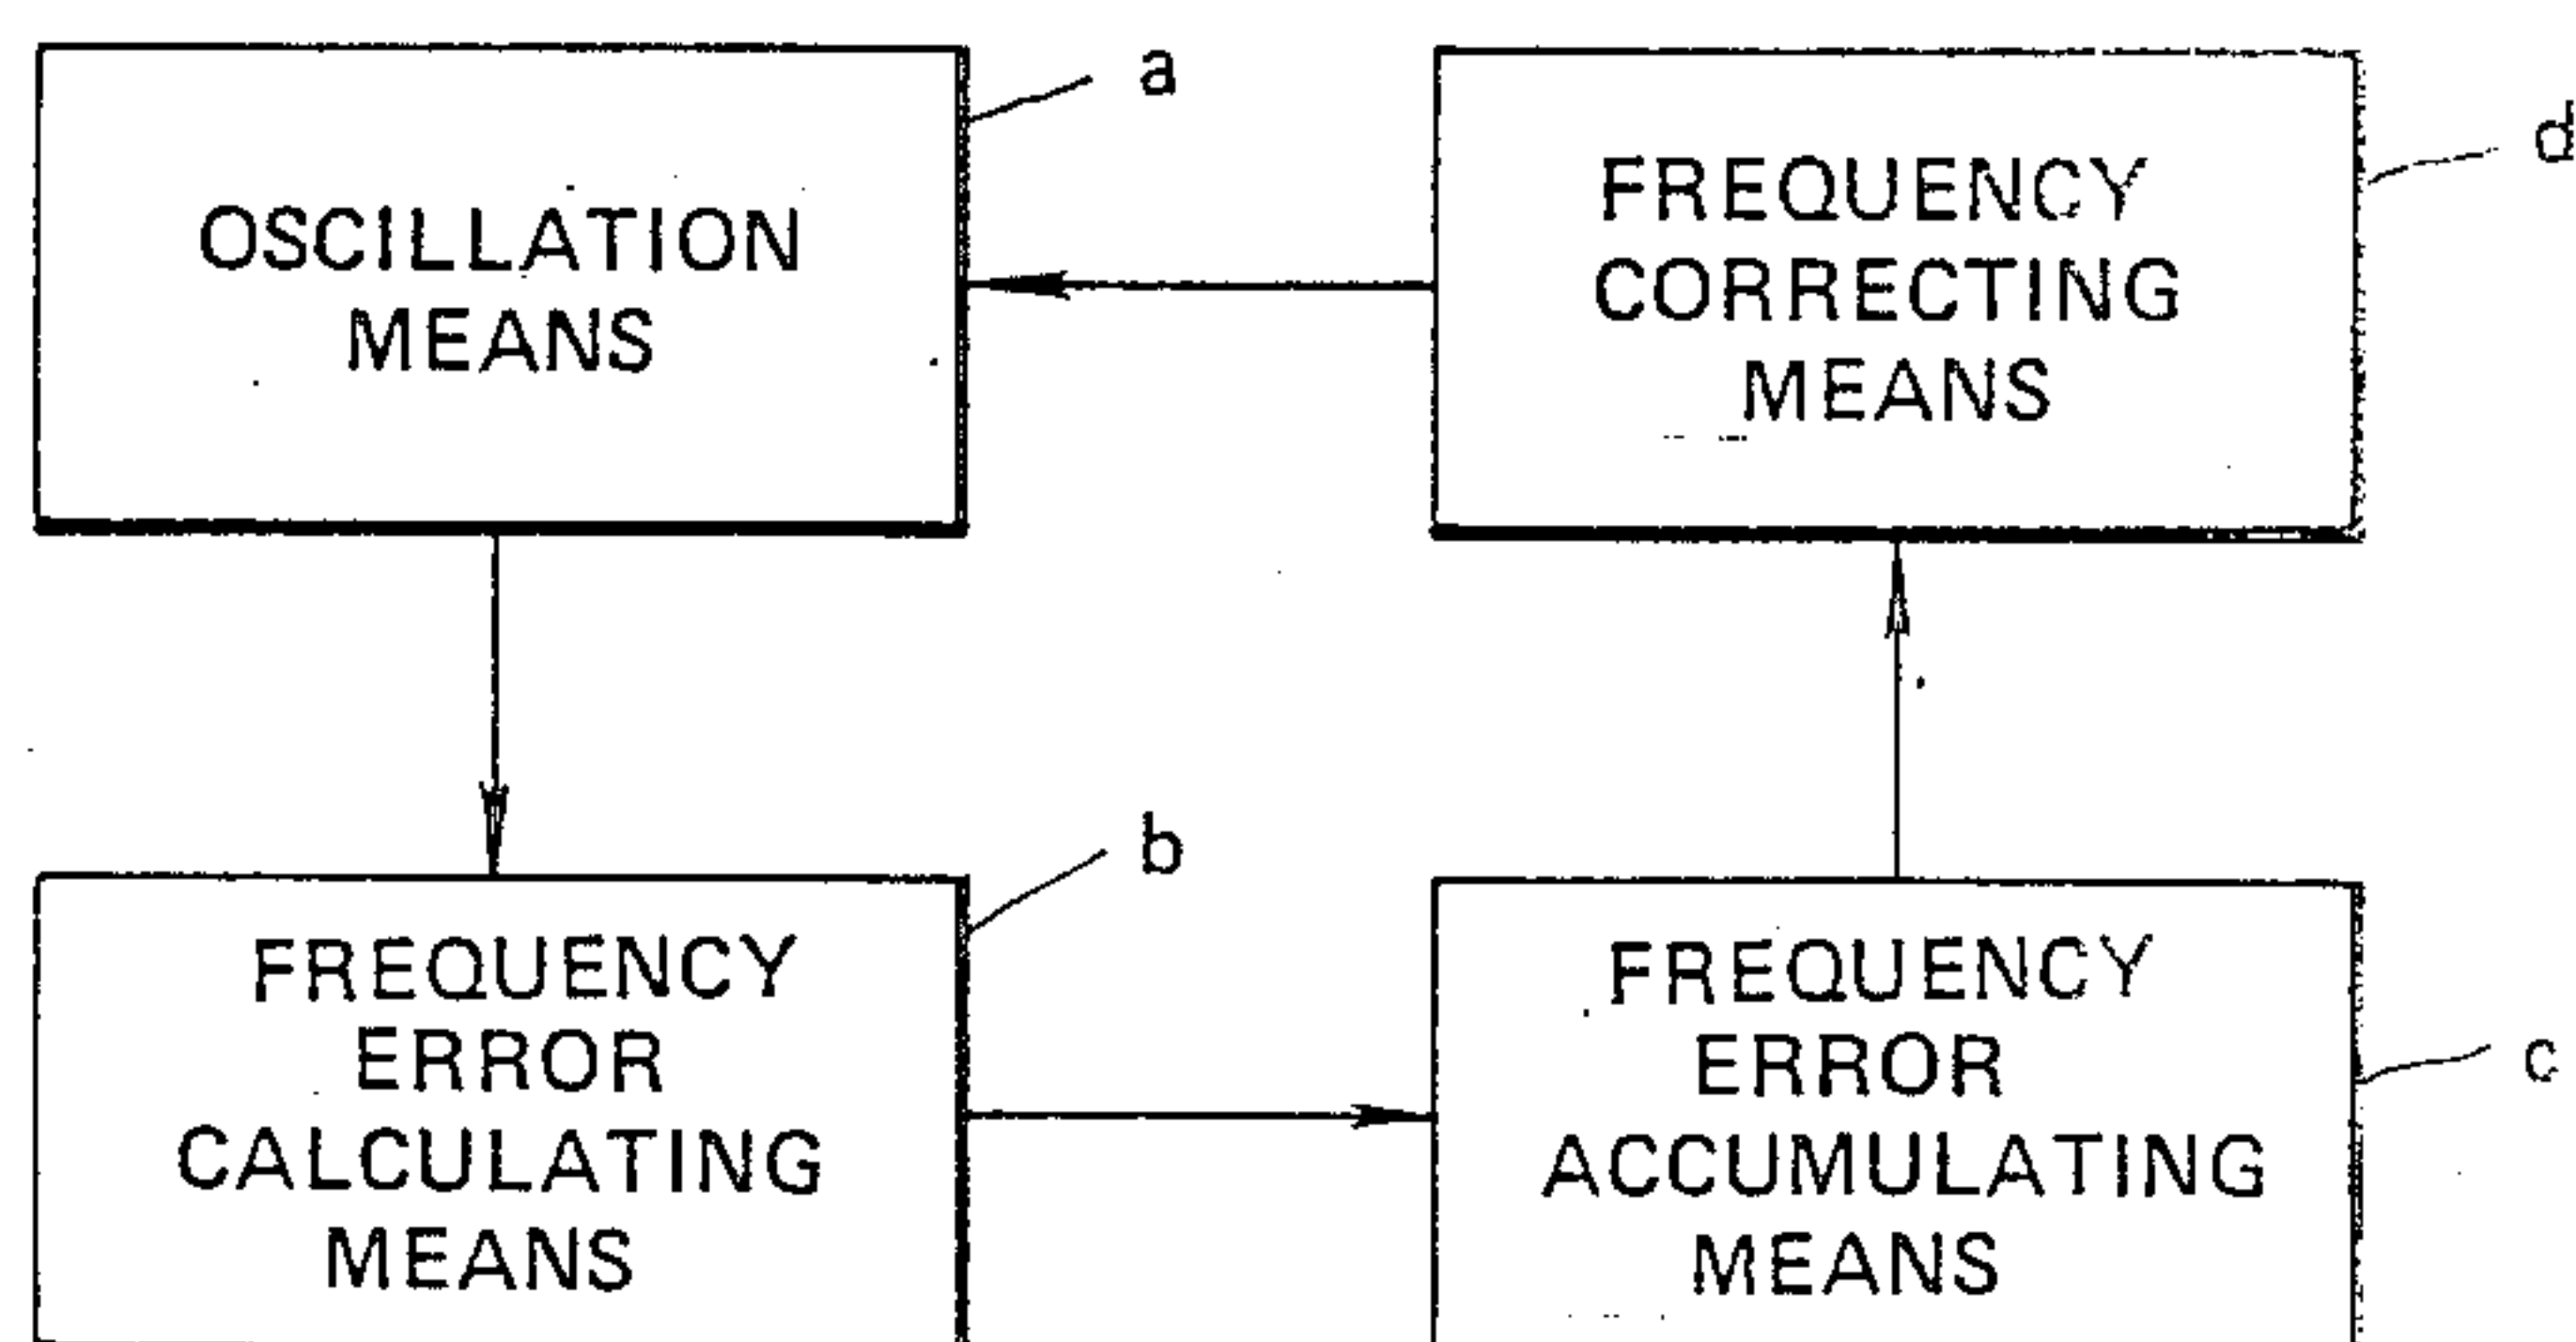 OSCILLATION
MEANS
a
FREQUENCY
CORRECTING
MEANS
d
FREQUENCY
ERROR
CALCULATING
MEANS
b
FREQUENCY
ERROR
ACCUMULATING
MEANS
c